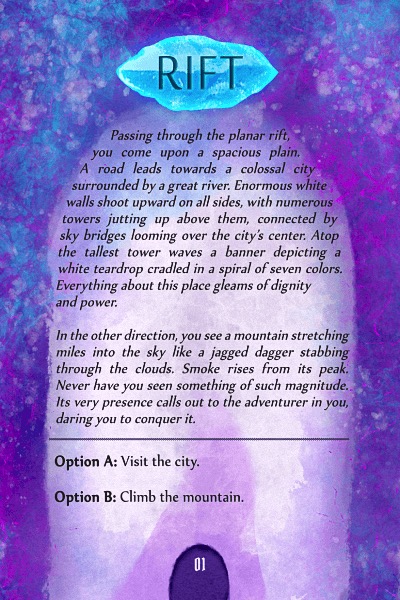 RIFT
Passing through the planar rift,
you come upon a spacious plain.
A road leads towards a colossal city
surrounded by a great river. Enormous white
walls shoot upward on all sides, with numerous
towers jutting up above them, connected by
sky bridges looming over the city's center. Atop
the tallest tower waves a banner depicting a
white teardrop cradled in a spiral of seven colors.
Everything about this place gleams of dignity
and power.
In the other direction, you see a mountain stretching
miles into the sky like a jagged dagger stabbing
through the clouds. Smoke rises from its peak.
Never have you seen something of such magnitude.
Its very presence calls out to the adventurer in you,
daring you to conquer it.
Option A: Visit the city.
Option B: Climb the mountain.
01